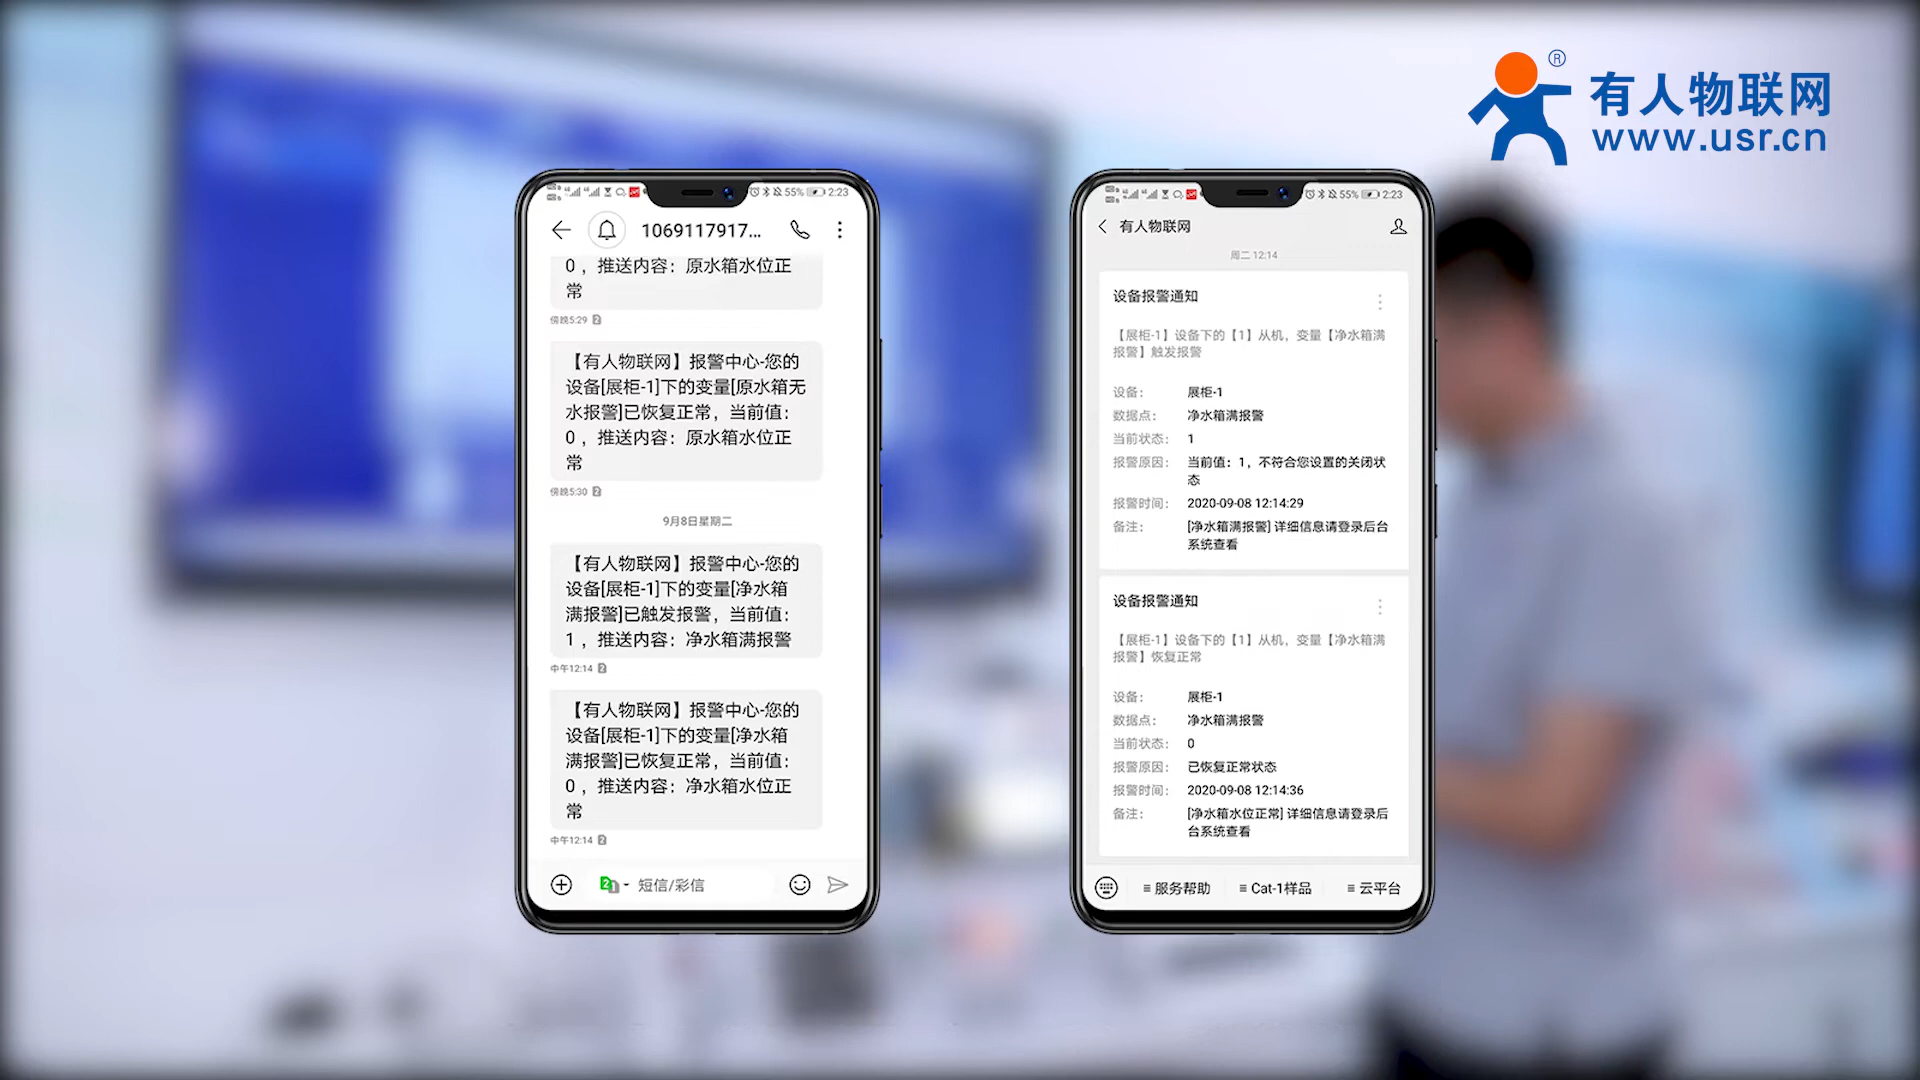 有人物联网®
www.usr.cn
55% 2:23
1069117917...
0，推送内容：原水箱水位正
常
傍晚5:29 2
【有人物联网】报警中心-您的
设备[展柜-1]下的变量[原水箱无
水报警]已恢复正常，当前值：
0，推送内容：原水箱水位正
常
傍晚5:30 2
9月8日星期二
【有人物联网】报警中心-您的
设备[展柜-1]下的变量[净水箱
满报警]已触发报警，当前值：
1，推送内容：净水箱满报警
中午12:14 2
【有人物联网】报警中心-您的
设备[展柜-1]下的变量[净水箱
满报警]已恢复正常，当前值：
0，推送内容：净水箱水位正
常
中午12:14 2
短信/彩信
55% 2:23
有人物联网
周二 12:14
设备报警通知
【展柜-1】设备下的【1】从机，变量【净水箱满
报警】触发报警
设备： 展柜-1
数据点： 净水箱满报警
当前状态： 1
报警原因： 当前值：1，不符合您设置的关闭状
态
报警时间： 2020-09-08 12:14:29
备注： [净水箱满报警] 详细信息请登录后台
系统查看
设备报警通知
【展柜-1】设备下的【1】从机，变量【净水箱满
报警】恢复正常
设备： 展柜-1
数据点： 净水箱满报警
当前状态： 0
报警原因： 已恢复正常状态
报警时间： 2020-09-08 12:14:36
备注： [净水箱水位正常] 详细信息请登录后
台系统查看
服务帮助 Cat-1样品 云平台